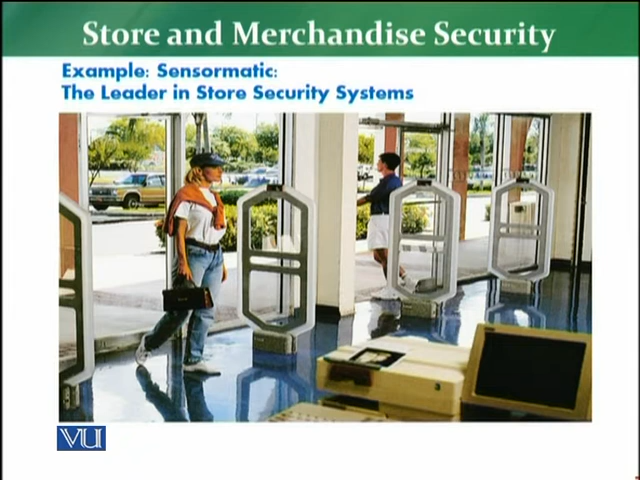 Store and Merchandise Security
Example: Sensormatic:
The Leader in Store Security Systems
VU